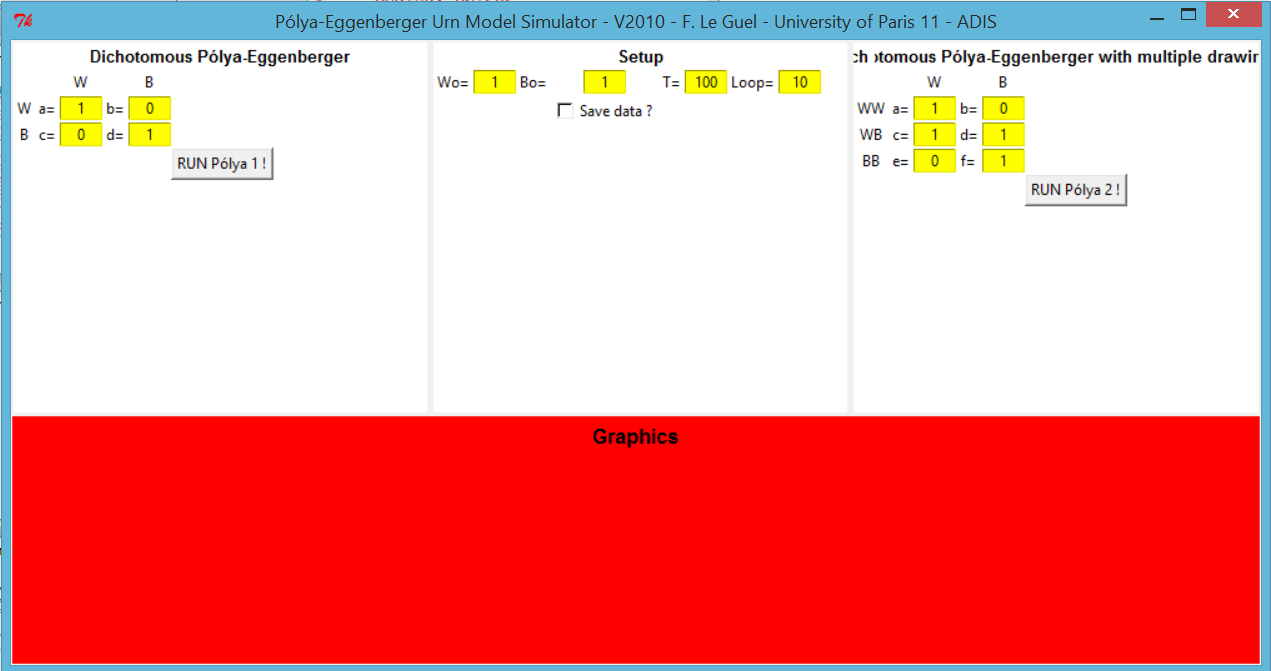 Pólya-Eggenberger Urn Model Simulator - V2010 - F. Le Guel - University of Paris 11 - ADIS
Dichotomous Pólya-Eggenberger
W B
W a= 1 b= 0
B c= 0 d= 1
RUN Pólya 1 !
Setup
Wo= 1 Bo= 1 T= 100 Loop= 10
Save data ?
chotomous Pólya-Eggenberger with multiple drawin
W B
WW a= 1 b= 0
WB c= 1 d= 1
BB e= 0 f= 1
RUN Pólya 2 !
Graphics